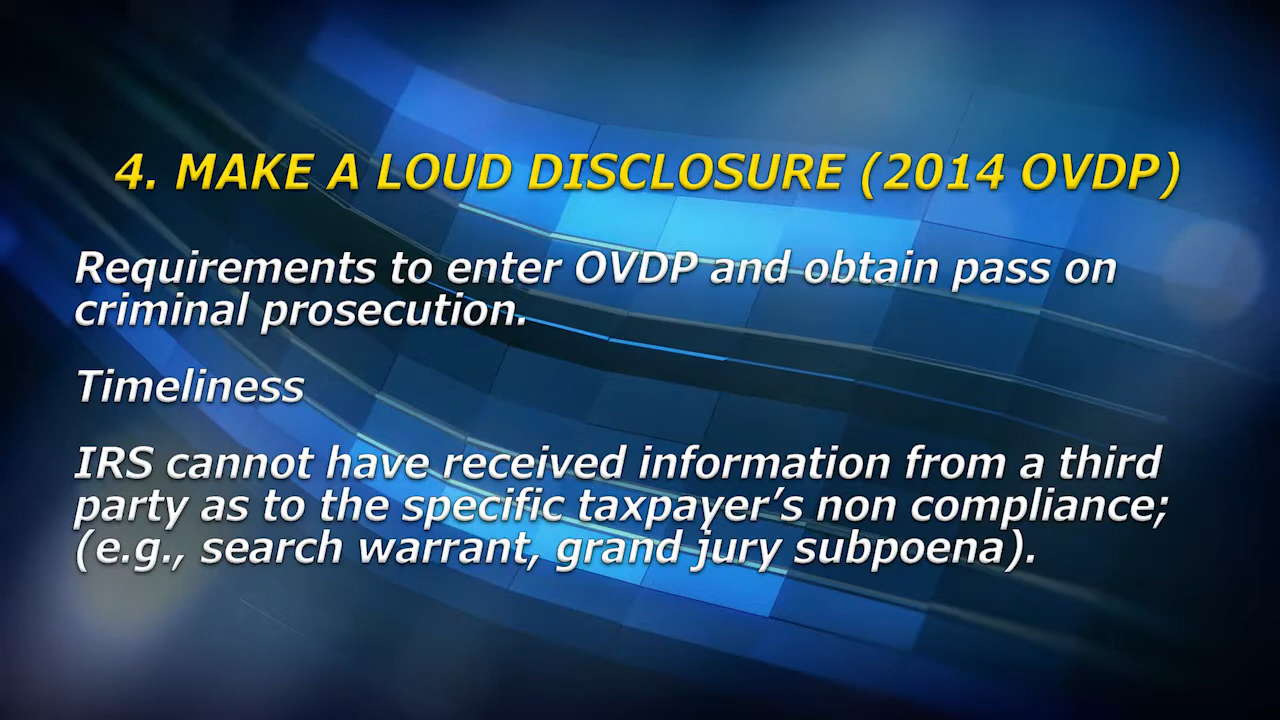 4. MAKE A LOUD DISCLOSURE (2014 OVDP)
Requirements to enter OVDP and obtain pass on
criminal prosecution.
Timeliness
IRS cannot have received information from a third
party as to the specific taxpayer’s non compliance;
(e.g., search warrant, grand jury subpoena).